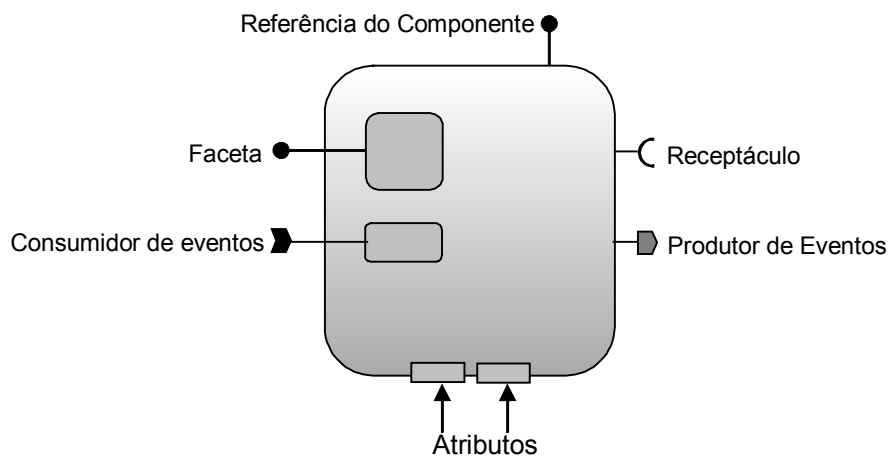 Referência do Componente
Faceta
Receptáculo
Consumidor de eventos
Produtor de Eventos
Atributos